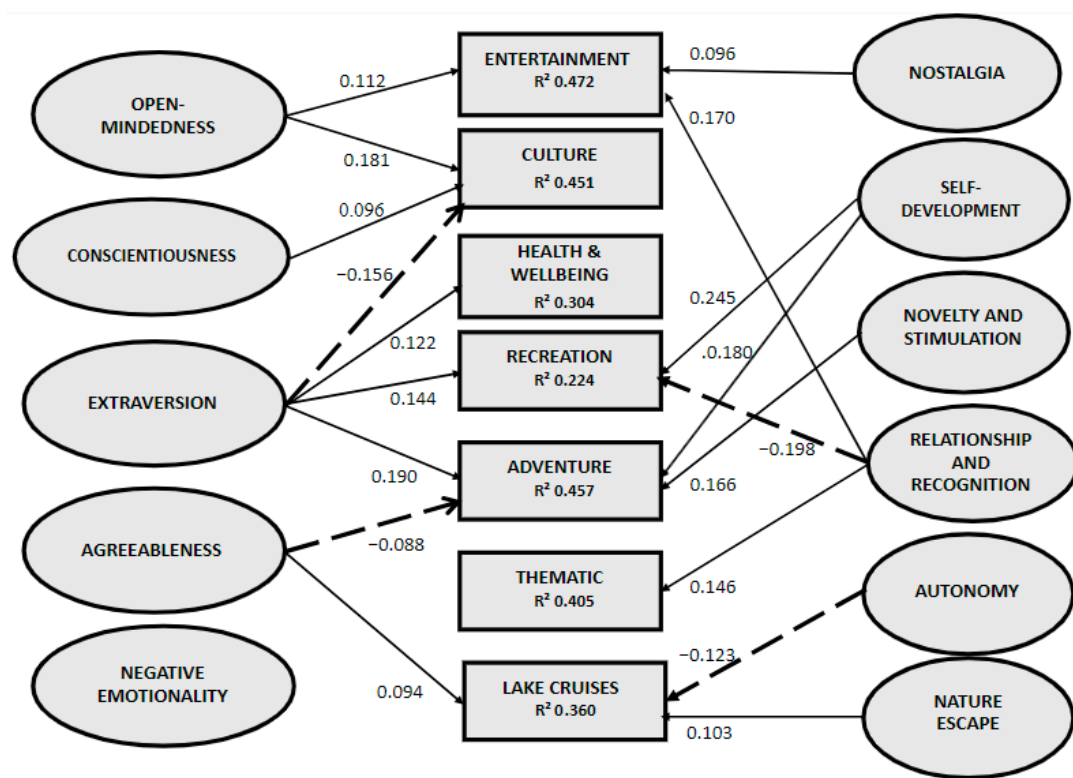 OPEN-
MINDEDNESS
CONSCIENTIOUSNESS
EXTRAVERSION
AGREEABLENESS
NEGATIVE
EMOTIONALITY
0.112
0.181
0.096
−0.156
0.122
0.144
0.190
−0.088
0.094
ENTERTAINMENT
R² 0.472
CULTURE
R² 0.451
HEALTH &
WELLBEING
R² 0.304
RECREATION
R² 0.224
ADVENTURE
R² 0.457
THEMATIC
R² 0.405
LAKE CRUISES
R² 0.360
0.096
0.170
0.245
.0.180
−0.198
0.166
0.146
−0.123
0.103
NOSTALGIA
SELF-
DEVELOPMENT
NOVELTY AND
STIMULATION
RELATIONSHIP
AND
RECOGNITION
AUTONOMY
NATURE
ESCAPE